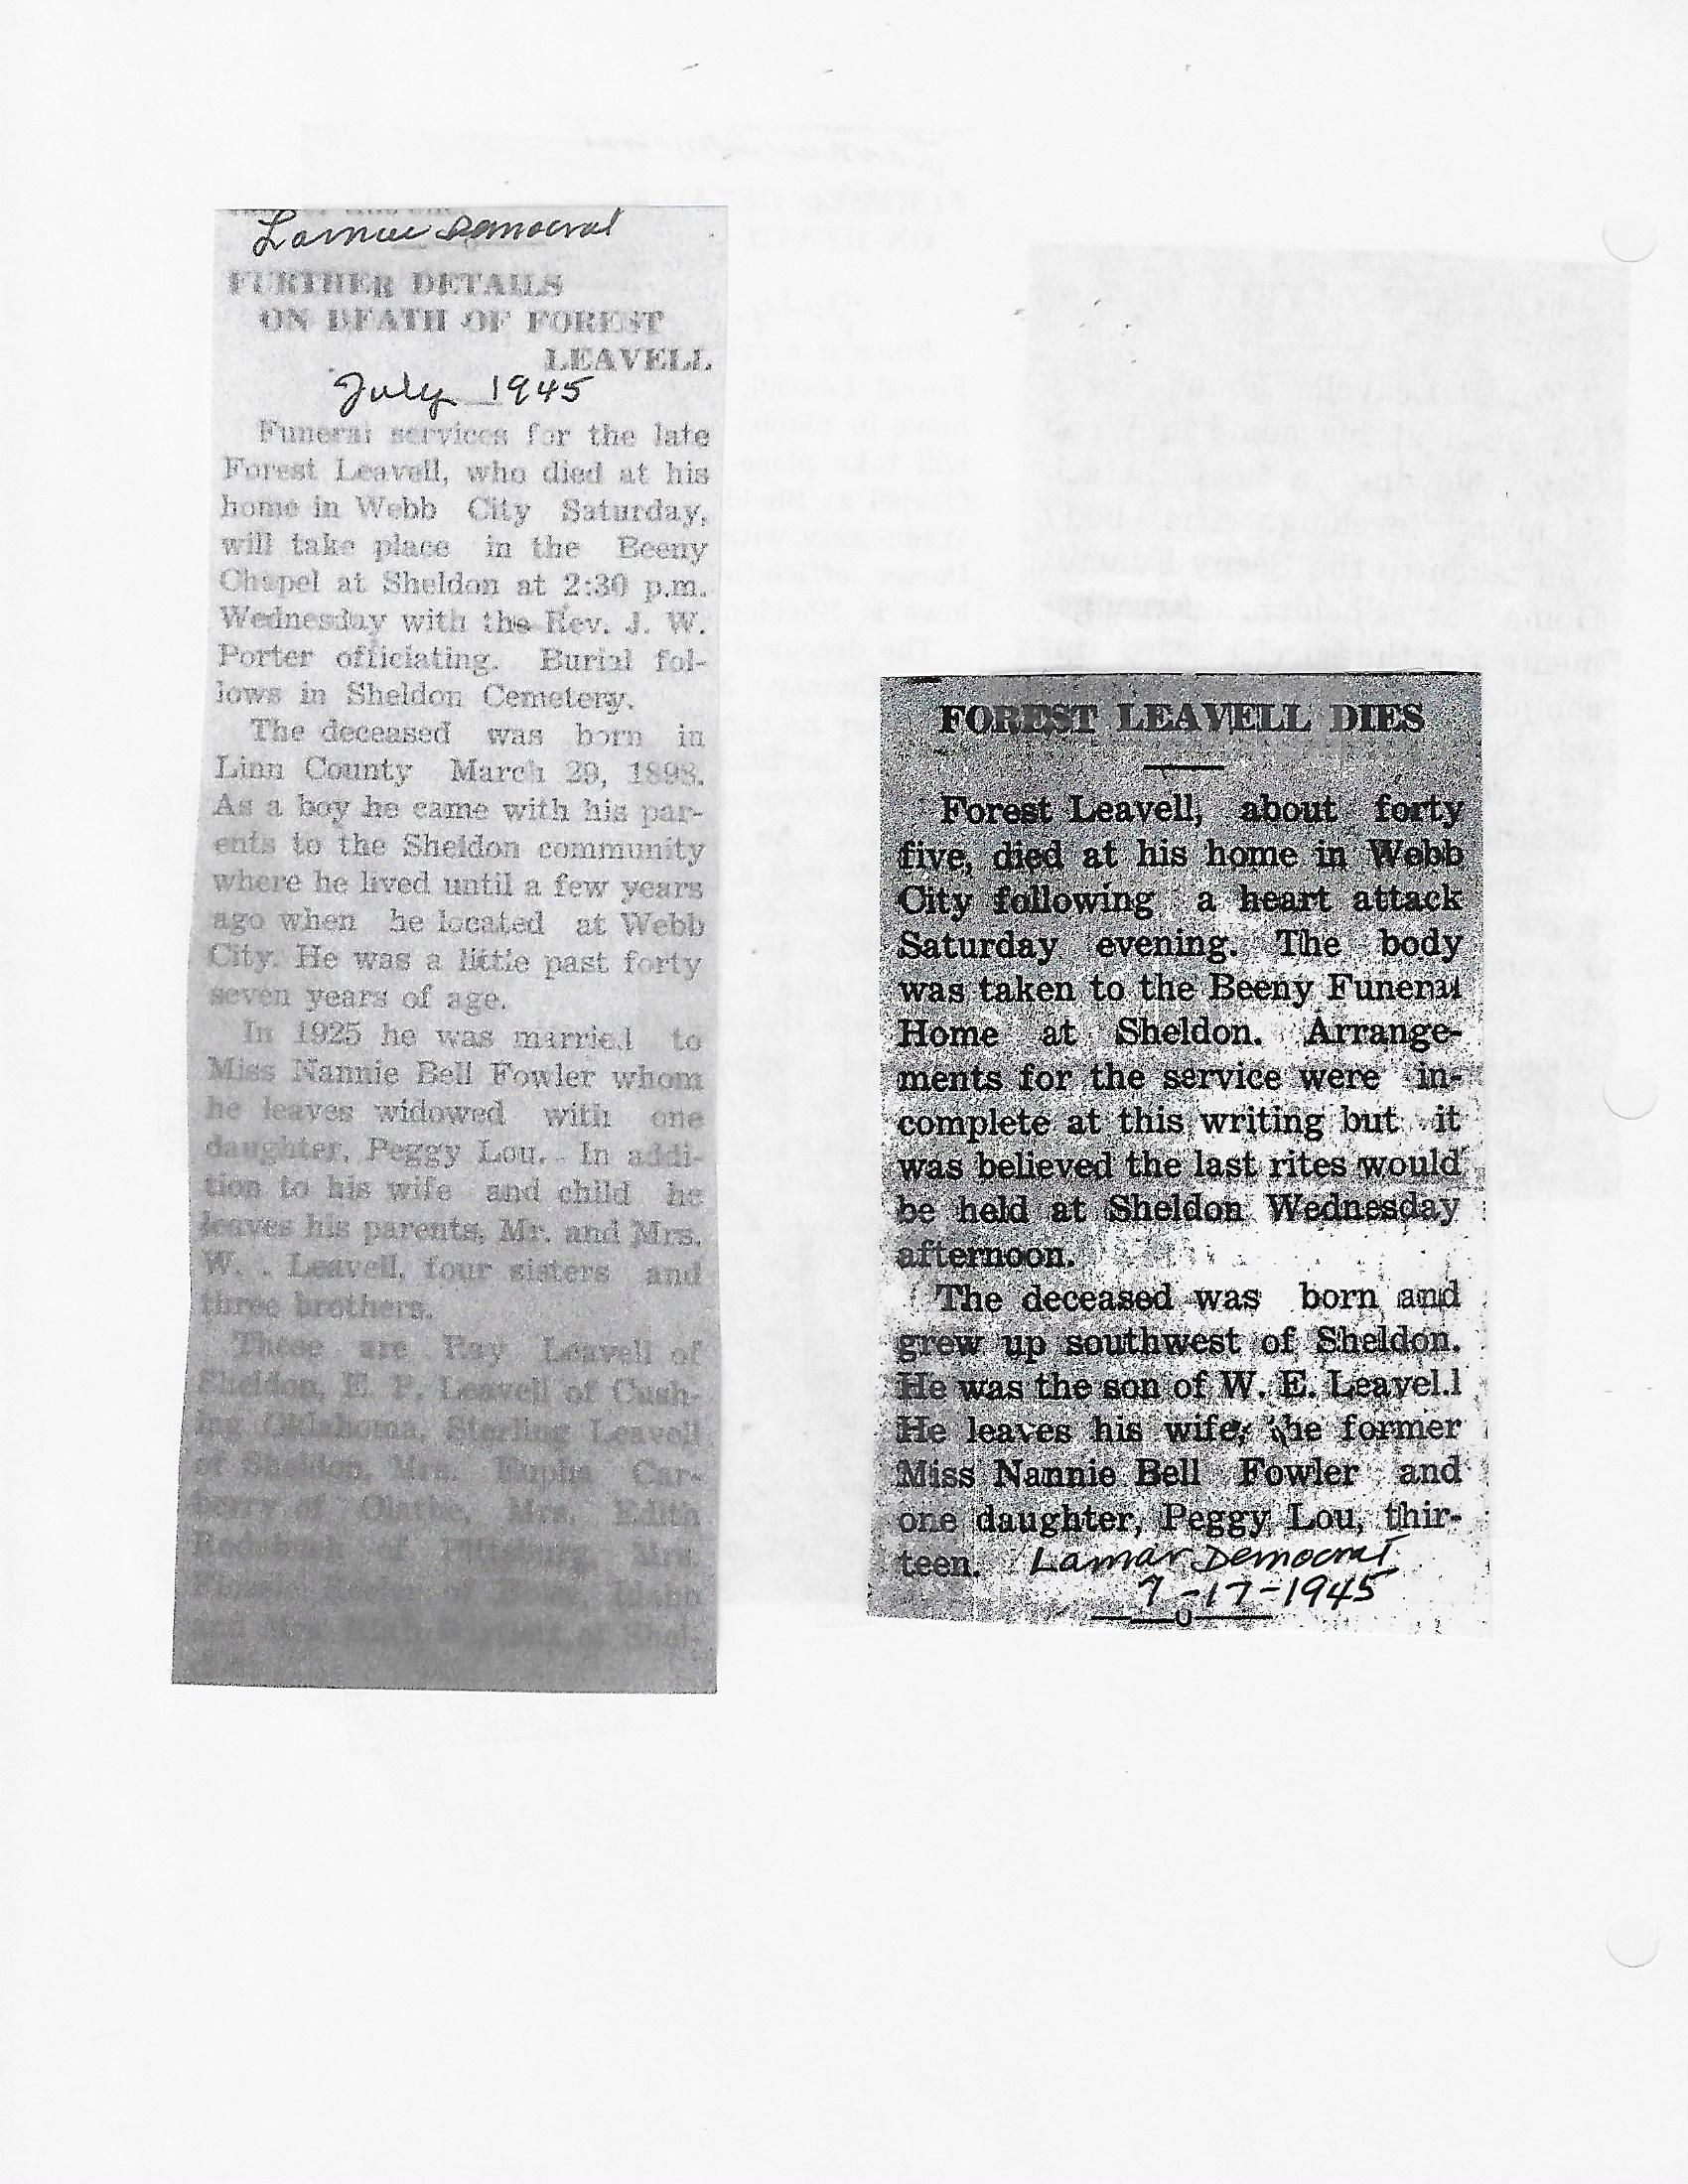 Lamar Democrat
FURTHER DETAILS
ON DEATH OF FOREST
LEAVELL
July 1945
Funeral services for the late
Forest Leavell, who died at his
home in Webb City Saturday,
will take place in the Beeny
Chapel at Sheldon at 2:30 p.m.
Wednesday with the Rev. J. W.
Porter officiating. Burial fol-
lows in Sheldon Cemetery.
The deceased was born in
Linn County March 29, 1898.
As a boy he came with his par-
ents to the Sheldon community
where he lived until a few years
ago when he located at Webb
City. He was a little past forty
seven years of age.
In 1925 he was married to
Miss Nannie Bell Fowler whom
he leaves widowed with one
daughter, Peggy Lou. In addi-
tion to his wife and child he
leaves his parents, Mr. and Mrs.
W. . Leavell, four sisters and
three brothers.
These are Ray Leavell of
Sheldon, E. P. Leavell of Cush-
ing Oklahoma, Sterling Leavell
of Sheldon, Mrs. Car-
berry of Olathe, Mrs. Edith
of Pittsburg, Mrs.
FOREST LEAVELL DIES
Forest Leavell, about forty
five, died at his home in Webb
City following a heart attack
Saturday evening. The body
was taken to the Beeny Funeral
Home at Sheldon. Arrange-
ments for the service were in-
complete at this writing but it
was believed the last rites would
be held at Sheldon Wednesday
afternoon.
The deceased was born and
grew up southwest of Sheldon.
He was the son of W. E. Leavell
He leaves his wife, the former
Miss Nannie Bell Fowler and
one daughter, Peggy Lou, thir-
teen. Lamar Democrat
7-17-1945